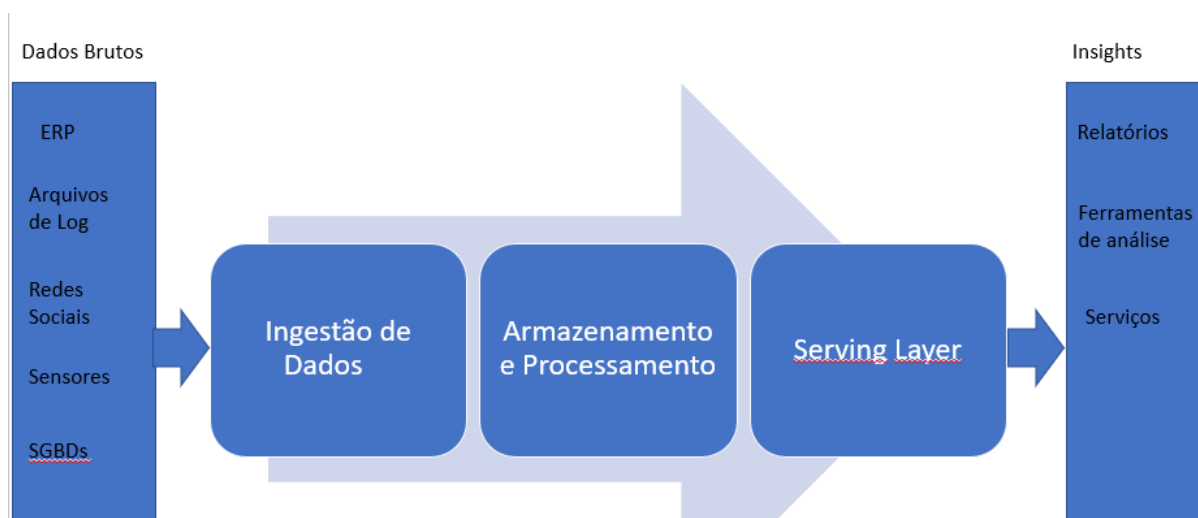 Dados Brutos
ERP
Arquivos
de Log
Redes
Sociais
Sensores
SGBDs
Ingestão de
Dados
Armazenamento
e Processamento
Serving Layer
Insights
Relatórios
Ferramentas
de análise
Serviços